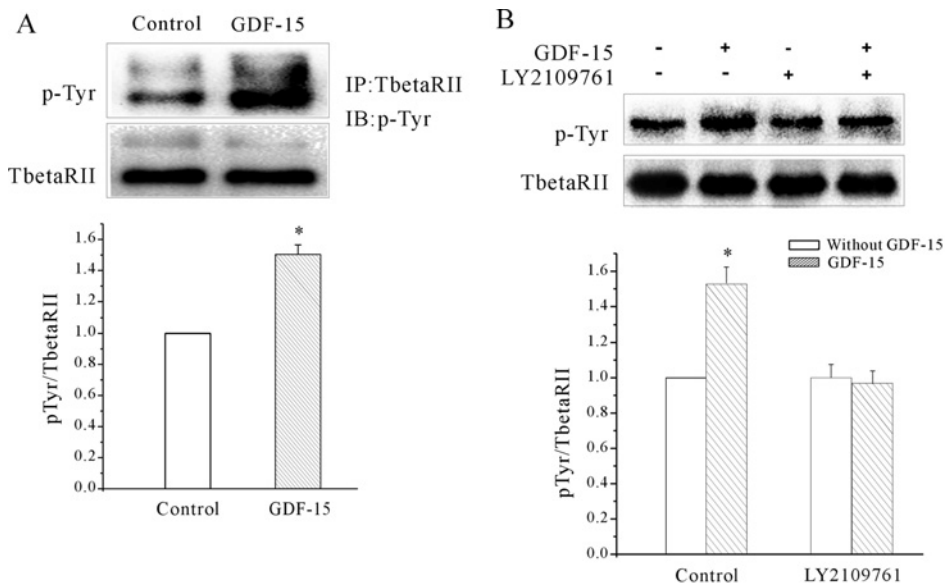 A
Control GDF-15
p-Tyr
IP:TbetaRII
IB:p-Tyr
TbetaRII
pTyr/TbetaRII
1.6
1.4
1.2
1.0
0.8
0.6
0.4
0.2
0.0
*
Control GDF-15
B
GDF-15 - + - +
LY2109761 - - + +
p-Tyr
TbetaRII
Without GDF-15
GDF-15
pTyr/TbetaRII
1.6
1.4
1.2
1.0
0.8
0.6
0.4
0.2
0.0
*
Control LY2109761